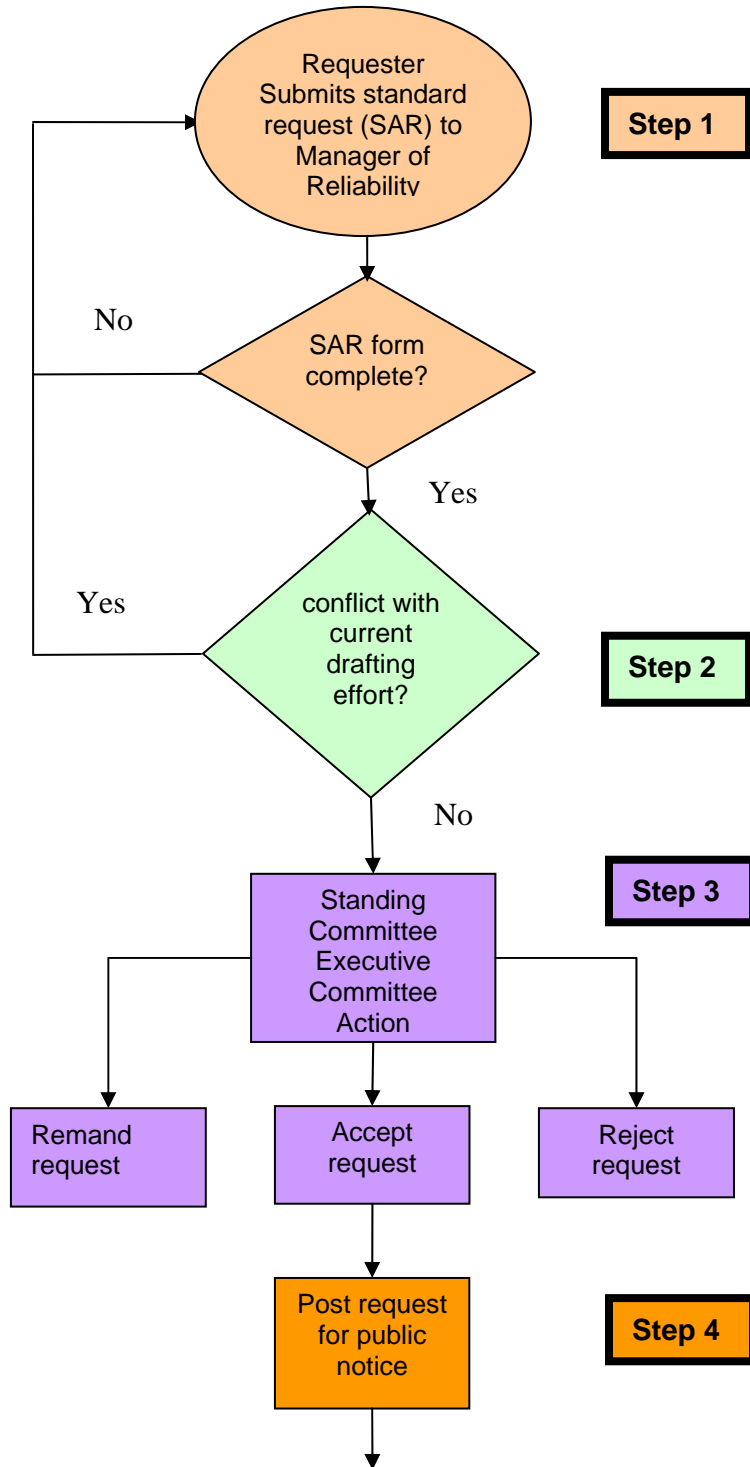 Requester
Submits standard
request (SAR) to
Manager of
Reliability
Step 1
No
SAR form
complete?
Yes
Yes
conflict with
current
drafting
effort?
Step 2
No
Standing
Committee
Executive
Committee
Action
Step 3
Remand
request
Accept
request
Reject
request
Post request
for public
notice
Step 4